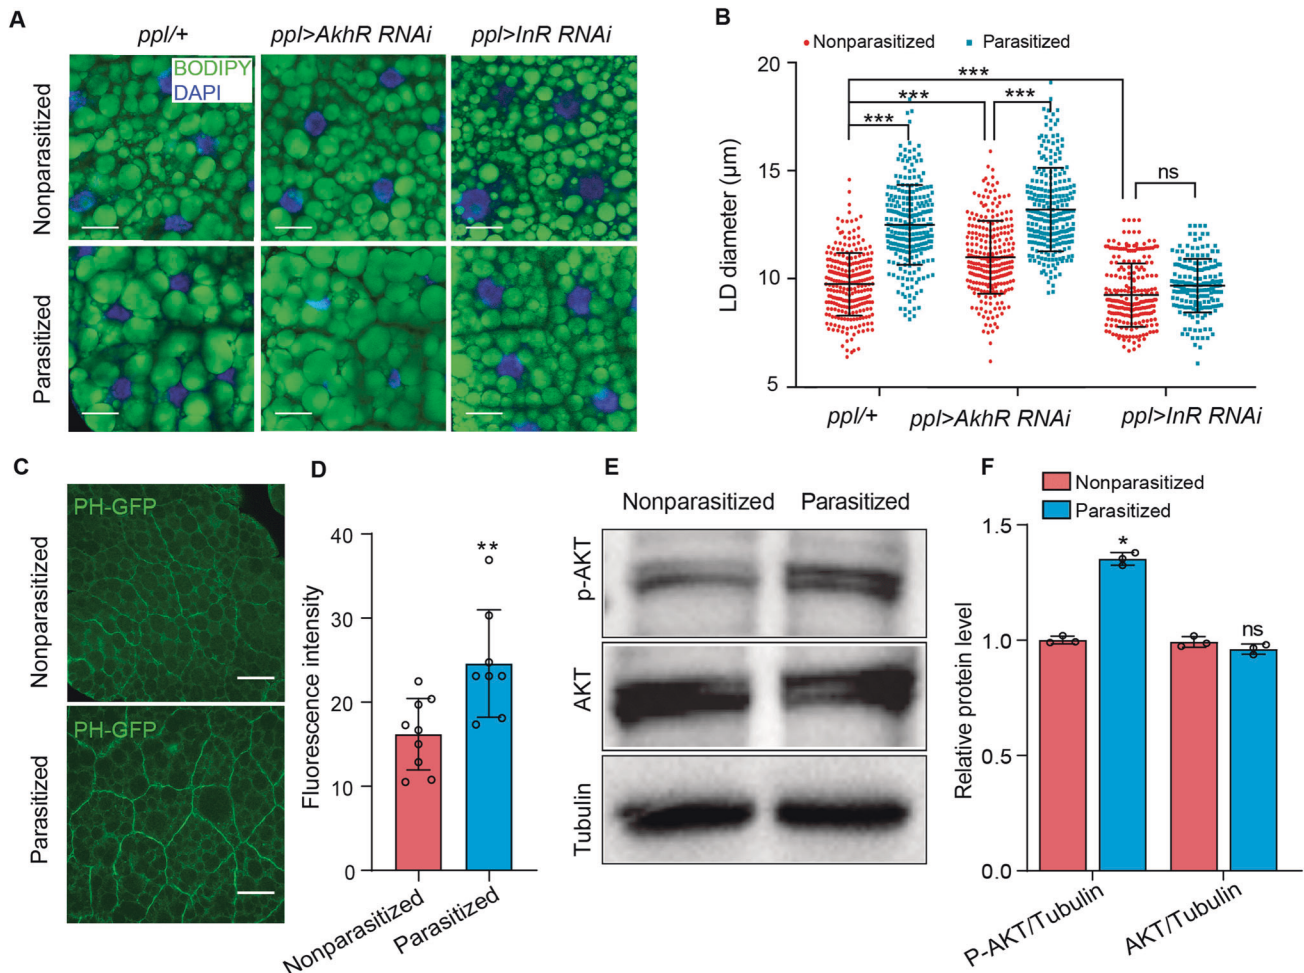 A
ppl/+
ppl>AkhR RNAi
ppl>InR RNAi
BODIPY
DAPI
Nonparasitized
Parasitized
B
Nonparasitized
Parasitized
LD diameter (μm)
20
15
10
5
***
***
***
***
ns
ppl/+
ppl>AkhR RNAi
ppl>InR RNAi
C
Nonparasitized
PH-GFP
Parasitized
PH-GFP
D
Fluorescence intensity
40
30
20
10
0
**
Nonparasitized
Parasitized
E
Nonparasitized
Parasitized
p-AKT
AKT
Tubulin
F
Nonparasitized
Parasitized
Relative protein level
1.5
1.0
0.5
0.0
*
ns
P-AKT/Tubulin
AKT/Tubulin